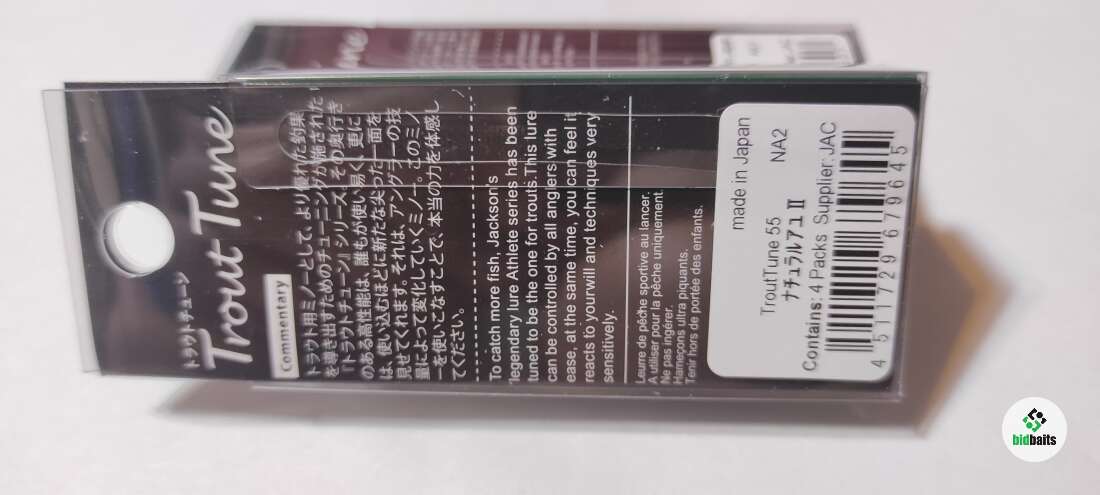 トラウトチューン
Trout Tune
Commentary
トラウト用ミノーとして、より優れた釣果
を導き出すためのチューニングが施された
『トラウトチューン』シリーズ。その奥行き
のある高性能は、誰もが使い易く、更に
は、使い込むほどに新たな尖った一面を
見せてくれます。それは、アングラーの技
量によって変化していくミノー。このミノ
ーを使いこなすことで、本当の力を体感し
てください。
To catch more fish, Jackson's
legendary lure Athlete series has been
tuned to be the one for trouts.This lure
can be controlled by all anglers with
ease, at the same time, you can feel it
reacts to yourwill and techniques very
sensitively.
Leurre de pêche sportive au lancer.
A utiliser pour la pêche uniquement.
Ne pas ingérer.
Hameçons ultra piquants.
Tenir hors de portée des enfants.
made in Japan
TroutTune 55 NA2
ナチュラルアユⅡ
Contains: 4 Packs Supplier: JAC
4 511729 679645
bidbaits